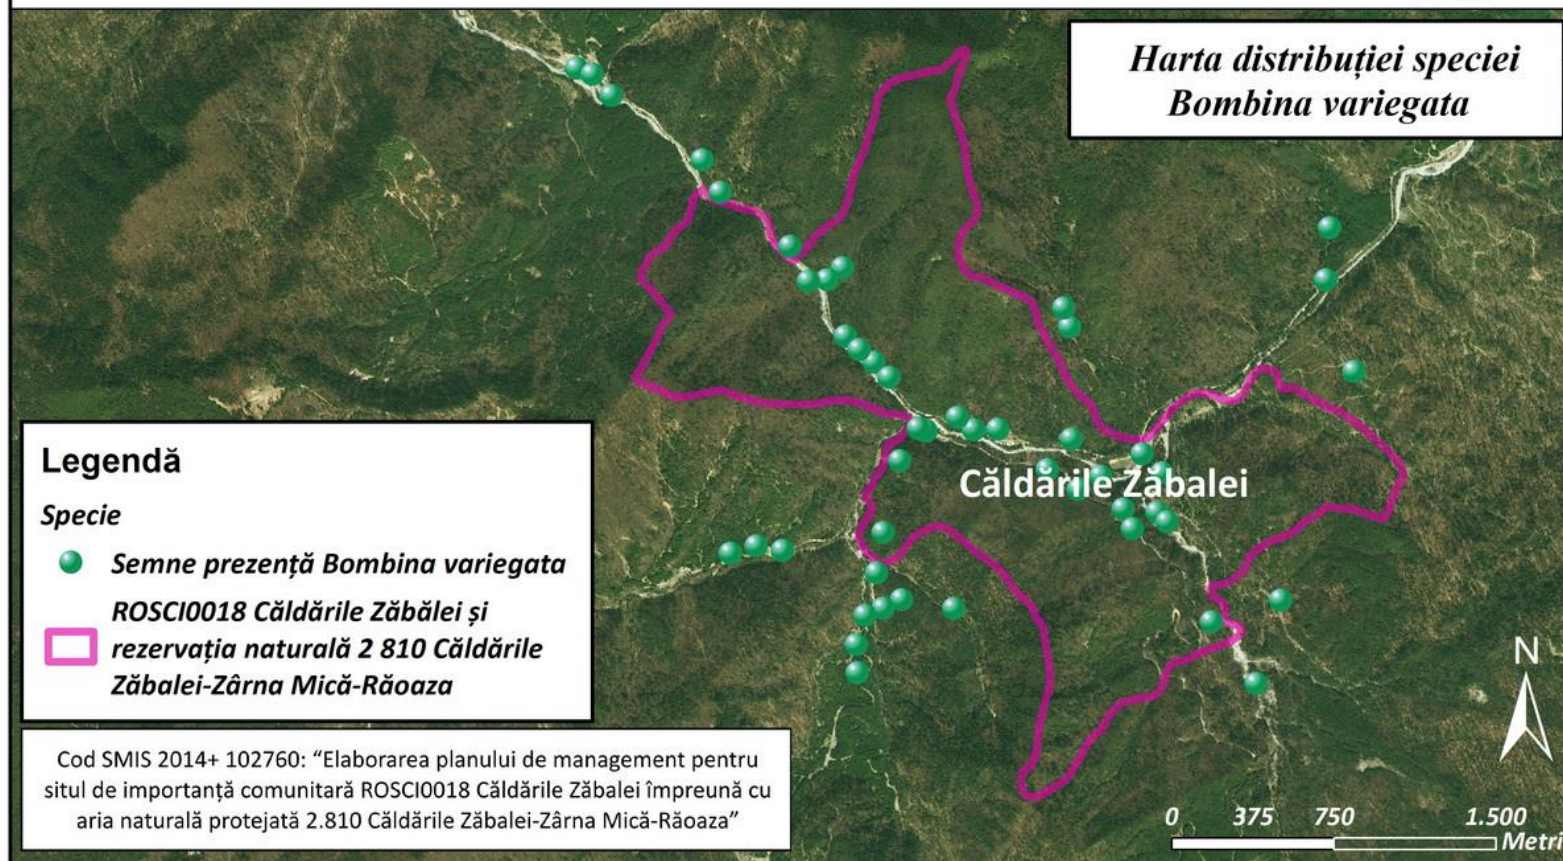 Harta distribuției speciei
Bombina variegata
Căldările Zăbalei
Legendă
Specie
Semne prezență Bombina variegata
ROSCI0018 Căldările Zăbălei și
rezervația naturală 2 810 Căldările
Zăbalei-Zârna Mică-Răoaza
Cod SMIS 2014+ 102760: “Elaborarea planului de management pentru
situl de importanță comunitară ROSCI0018 Căldările Zăbalei împreună cu
aria naturală protejată 2.810 Căldările Zăbalei-Zârna Mică-Răoaza”
N
0 375 750 1.500
Metri